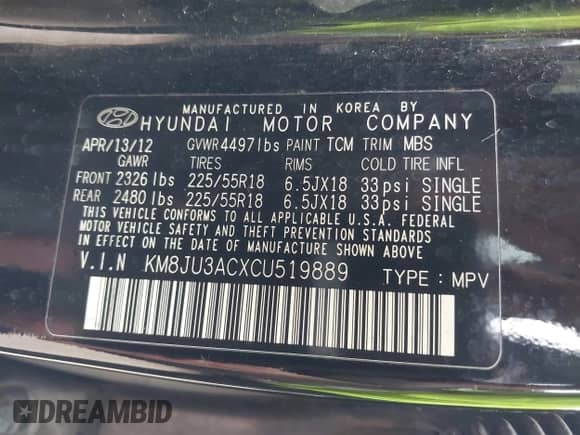 MANUFACTURED IN KOREA BY
HYUNDAI MOTOR COMPANY
APR/13/12 GVWR 4497lbs PAINT TCM TRIM MBS
GAWR TIRES RIMS COLD TIRE INFL
FRONT 2326 lbs 225/55R18 6.5JX18 33psi SINGLE
REAR 2480 lbs 225/55R18 6.5JX18 33psi SINGLE
THIS VEHICLE CONFORMS TO ALL APPLICABLE U.S.A. FEDERAL
MOTOR VEHICLE SAFETY, BUMPER, AND THEFT
PREVENTION STANDARDS IN EFFECT ON THE
DATE OF MANUFACTURE SHOWN ABOVE.
V.I.N KM8JU3ACXCU519889 TYPE : MPV
DREAMBID